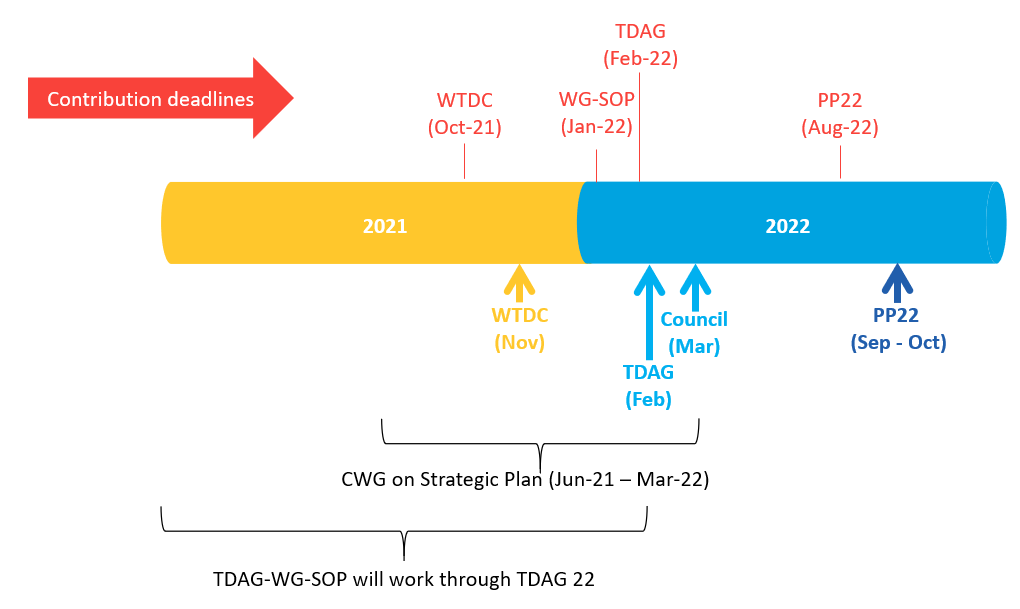 TDAG
(Feb-22)
Contribution deadlines
WTDC
(Oct-21)
WG-SOP
(Jan-22)
PP22
(Aug-22)
2021
2022
WTDC
(Nov)
Council
(Mar)
PP22
(Sep - Oct)
TDAG
(Feb)
CWG on Strategic Plan (Jun-21 – Mar-22)
TDAG-WG-SOP will work through TDAG 22